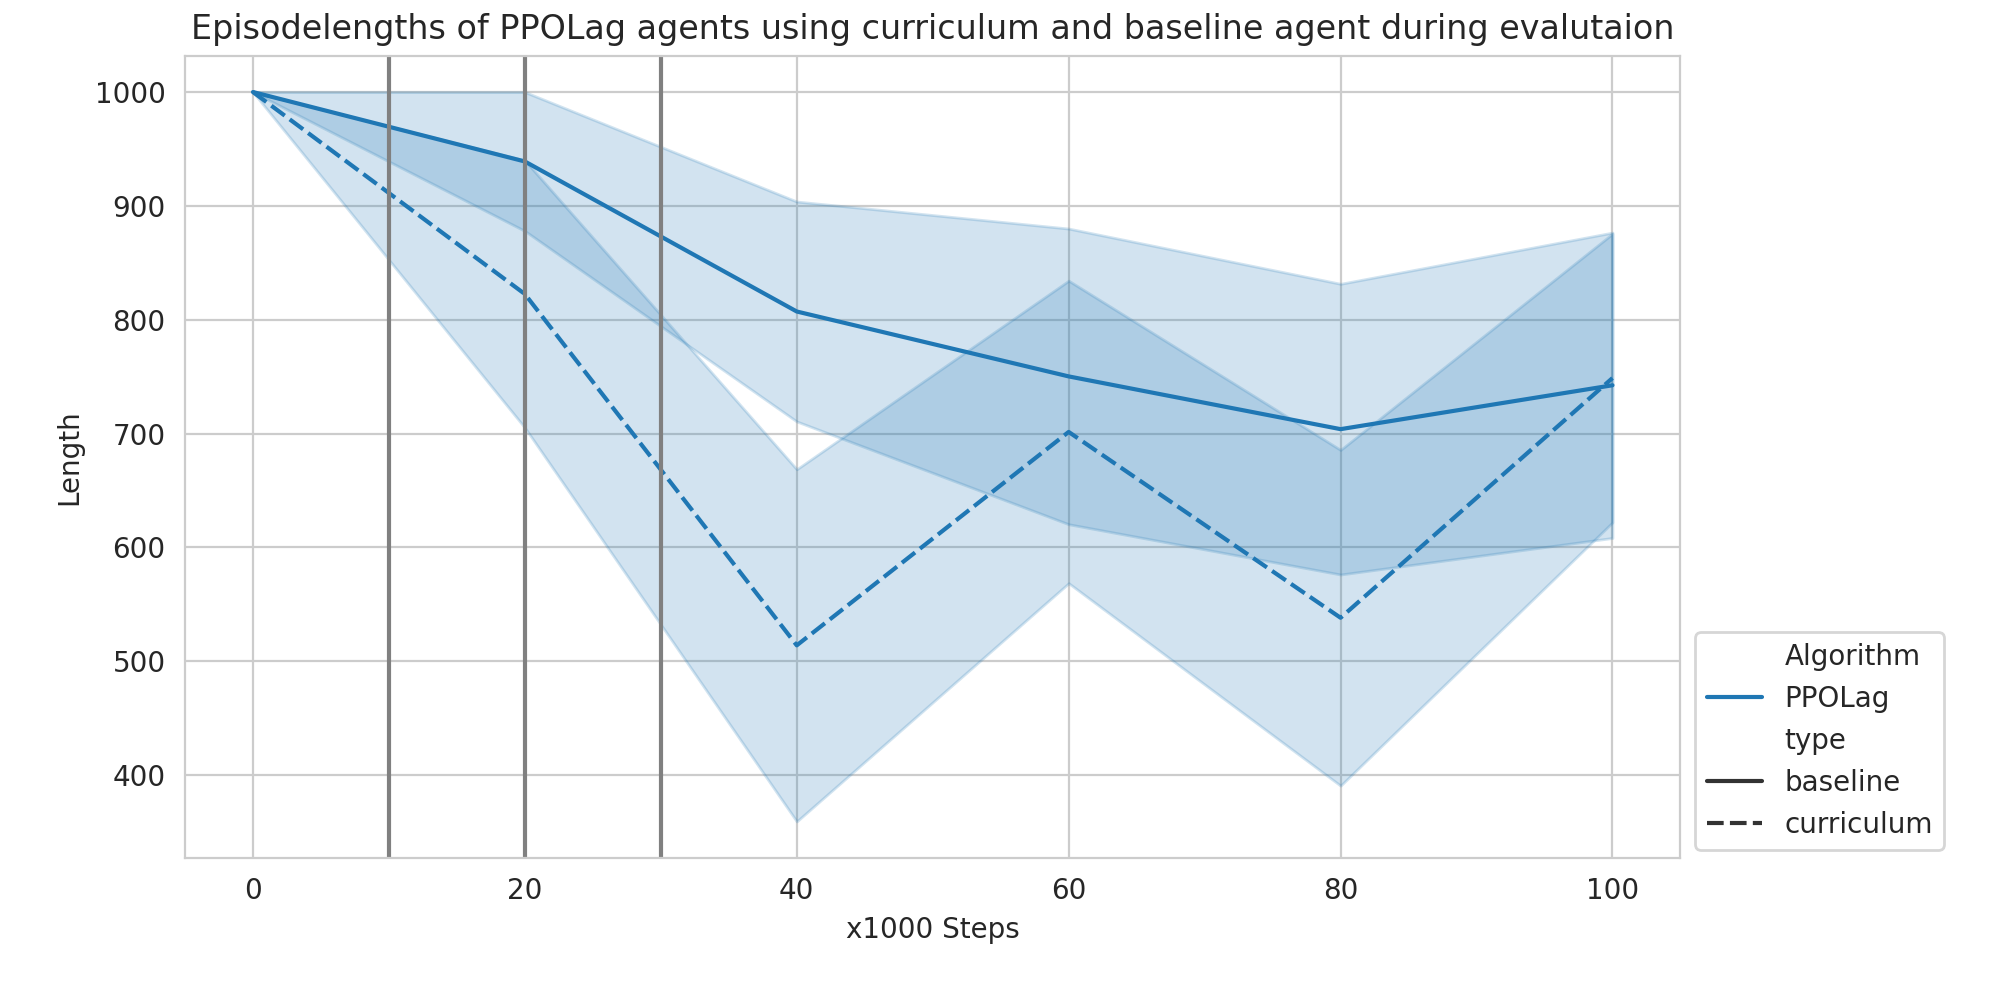 Episodelengths of PPOLag agents using curriculum and baseline agent during evalutaion
1000
900
800
700
600
500
400
Length
0 20 40 60 80 100
x1000 Steps
Algorithm
PPOLag
type
baseline
curriculum